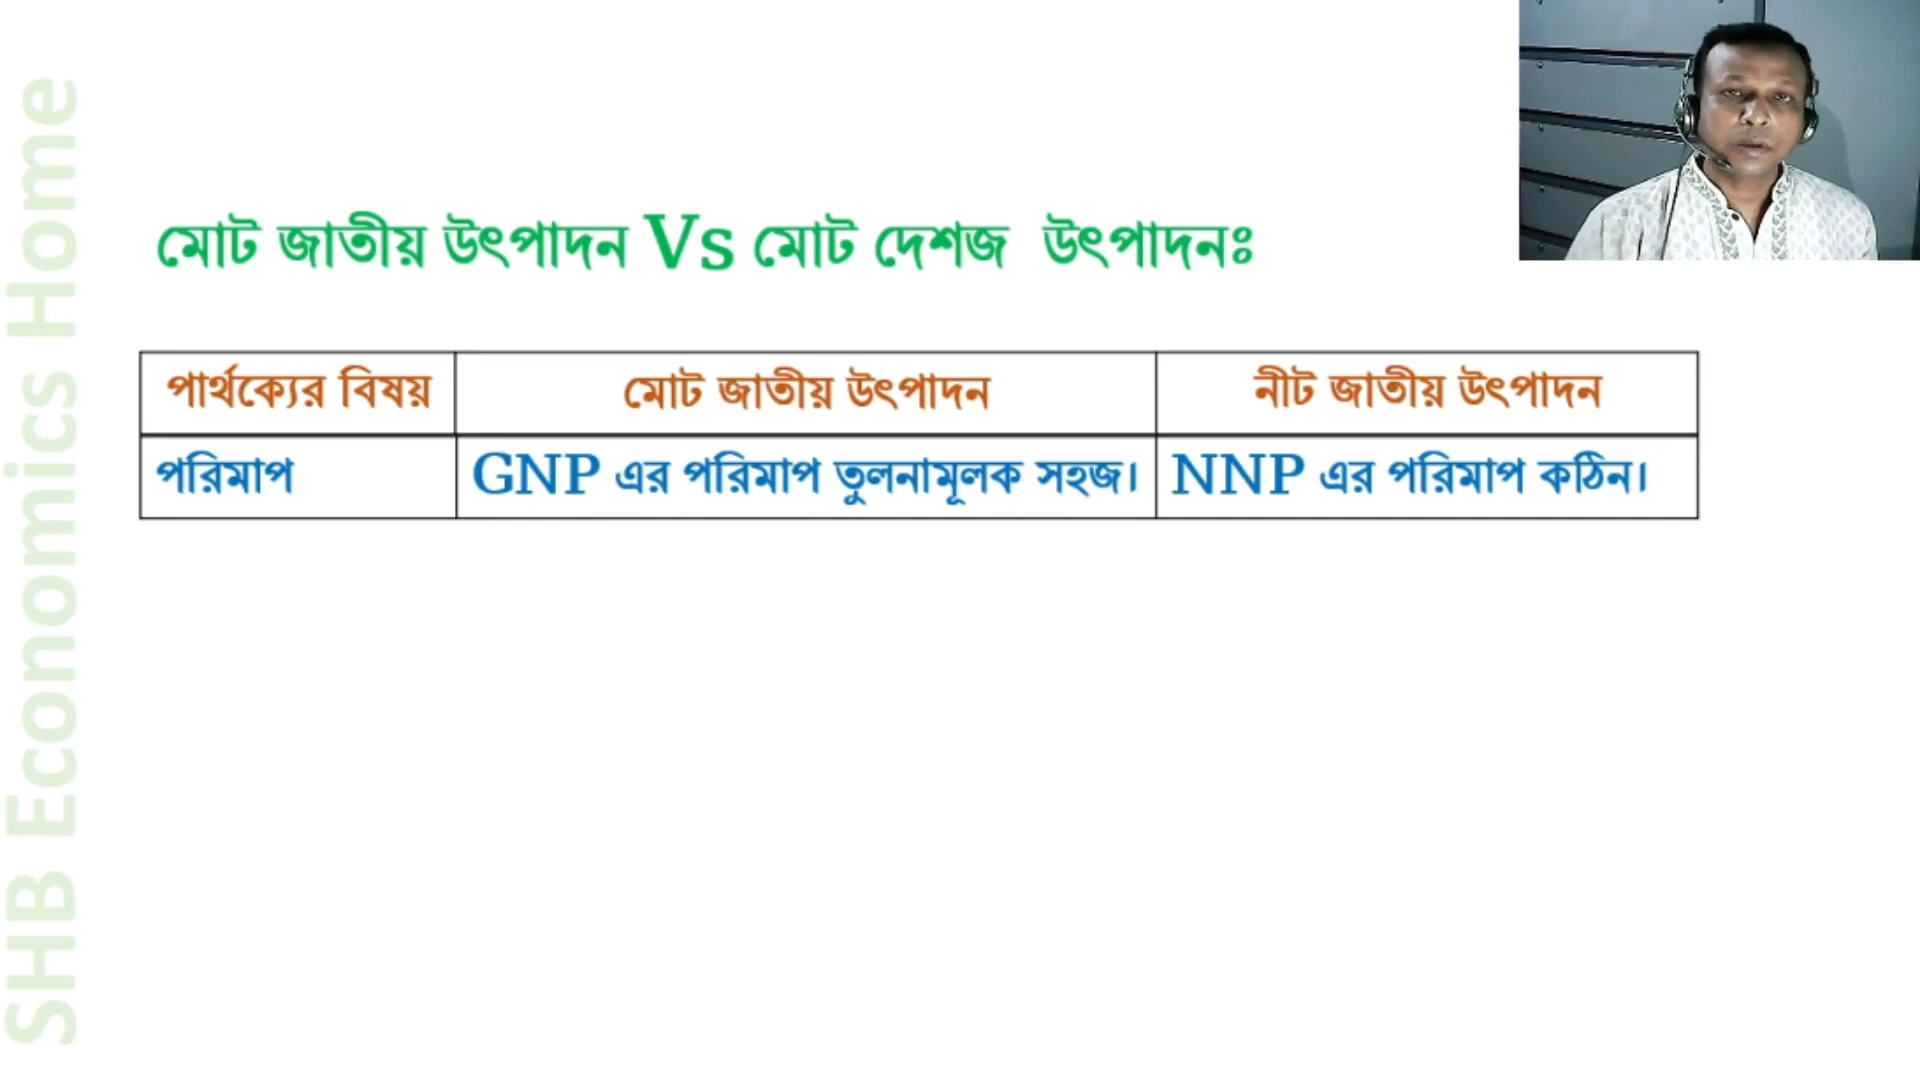 SHB Economics Home
মোট জাতীয় উৎপাদন Vs মোট দেশজ উৎপাদনঃ
পার্থক্যের বিষয় মোট জাতীয় উৎপাদন নীট জাতীয় উৎপাদন
পরিমাপ GNP এর পরিমাপ তুলনামূলক সহজ। NNP এর পরিমাপ কঠিন।